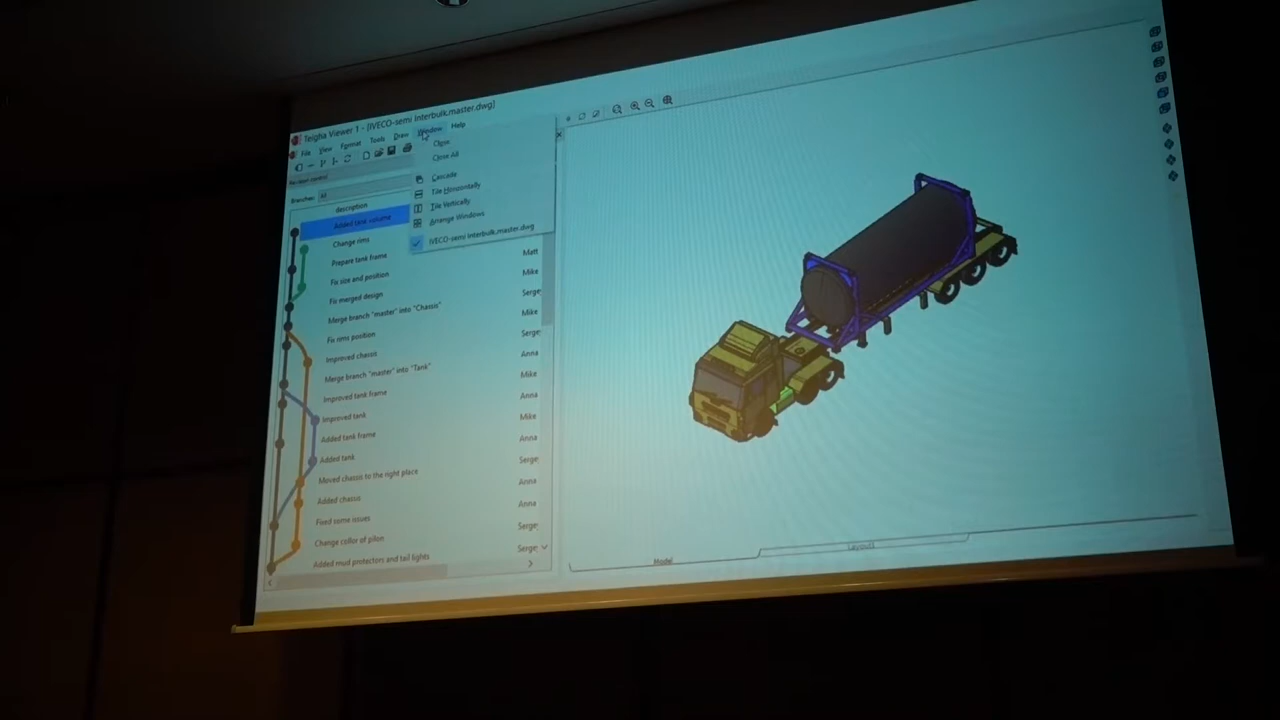 Teigha Viewer 1 - [IVECO-semi Interbulk.master.dwg]
File View Format Tools Draw Window Help
Close
Close All
Cascade
Tile Horizontally
Tile Vertically
Arrange Windows
IVECO-semi Interbulk.master.dwg
Branches: All
description
Added tank volume
Change rims
Prepare tank frame Matt
Fix size and position Mike
Fix merged design Serge
Merge branch "master" into "Chassis" Mike
Fix rims position Serge
Improved chassis Anna
Merge branch "master" into "Tank" Mike
Improved tank frame Anna
Improved tank Mike
Added tank frame Anna
Added tank Serge
Moved chassis to the right place Anna
Added chassis Anna
Fixed some issues Serge
Change collor of pilon Serge
Added mud protectors and tail lights Serge
Model Layout1